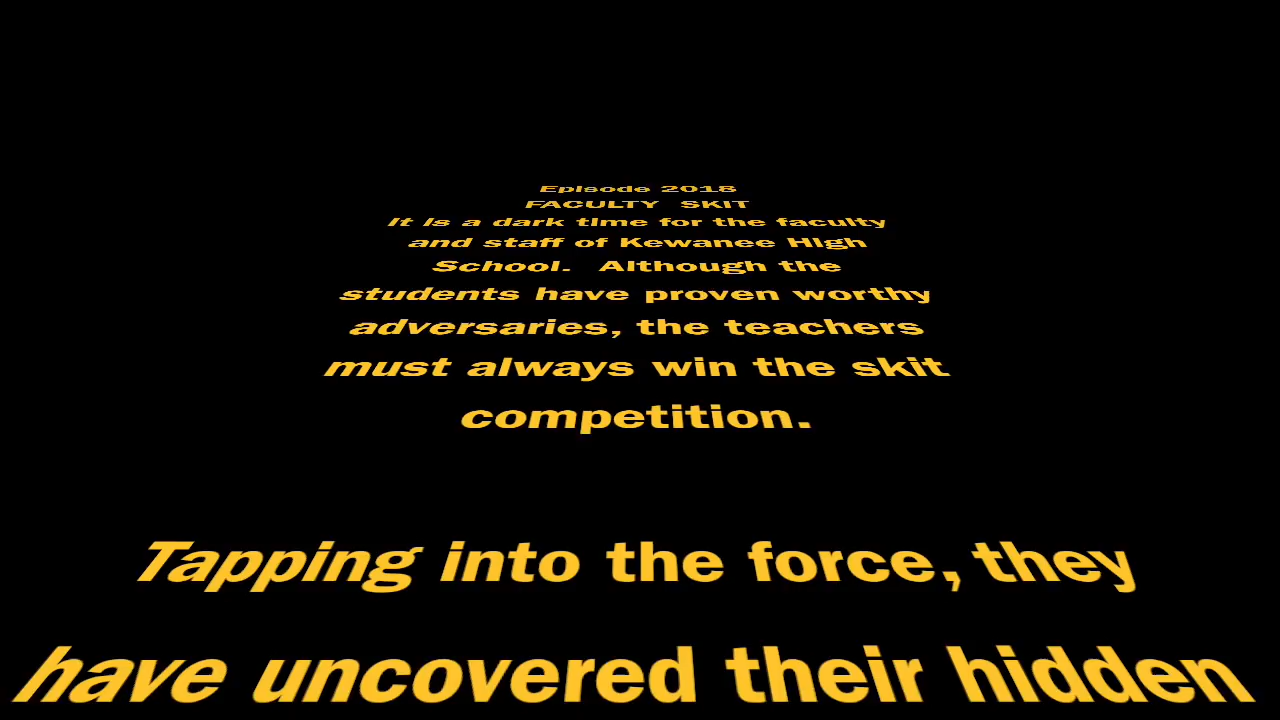 Episode 2018
FACULTY SKIT
It is a dark time for the faculty
and staff of Kewanee High
School. Although the
students have proven worthy
adversaries, the teachers
must always win the skit
competition.
Tapping into the force, they
have uncovered their hidden